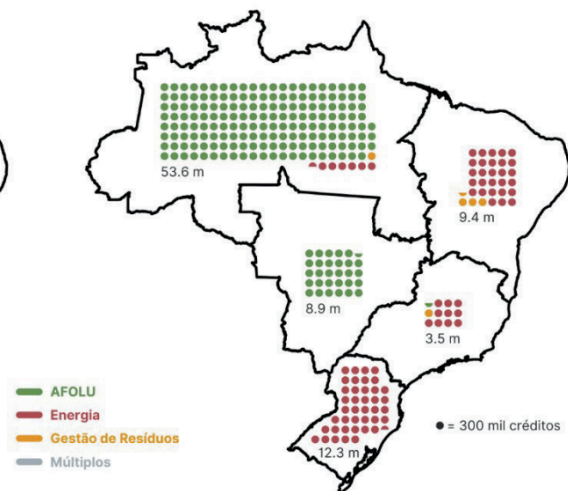 53.6 m
9.4 m
8.9 m
3.5 m
12.3 m
AFOLU
Energia
Gestão de Resíduos
Múltiplos
= 300 mil créditos